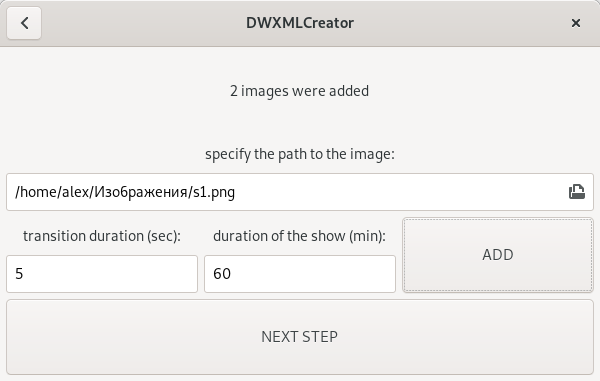 DWXMLCreator
2 images were added
specify the path to the image:
/home/alex/Изображения/s1.png
transition duration (sec):
duration of the show (min):
ADD
5
60
NEXT STEP